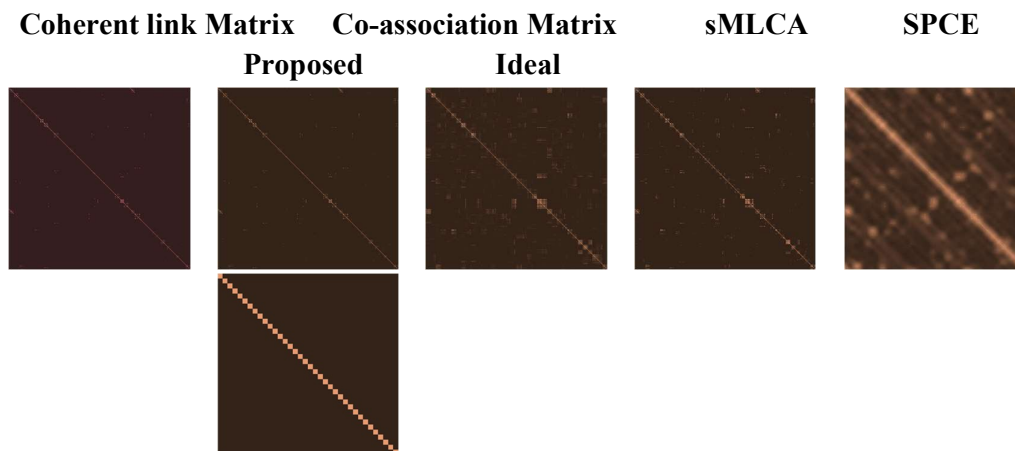 Coherent link Matrix Co-association Matrix sMLCA SPCE
Proposed Ideal